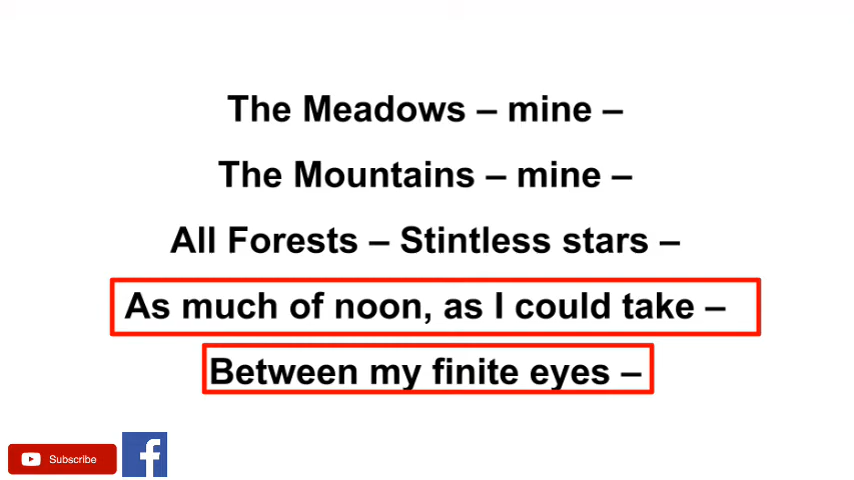 The Meadows – mine –
The Mountains – mine –
All Forests – Stintless stars –
As much of noon, as I could take –
Between my finite eyes –
Subscribe